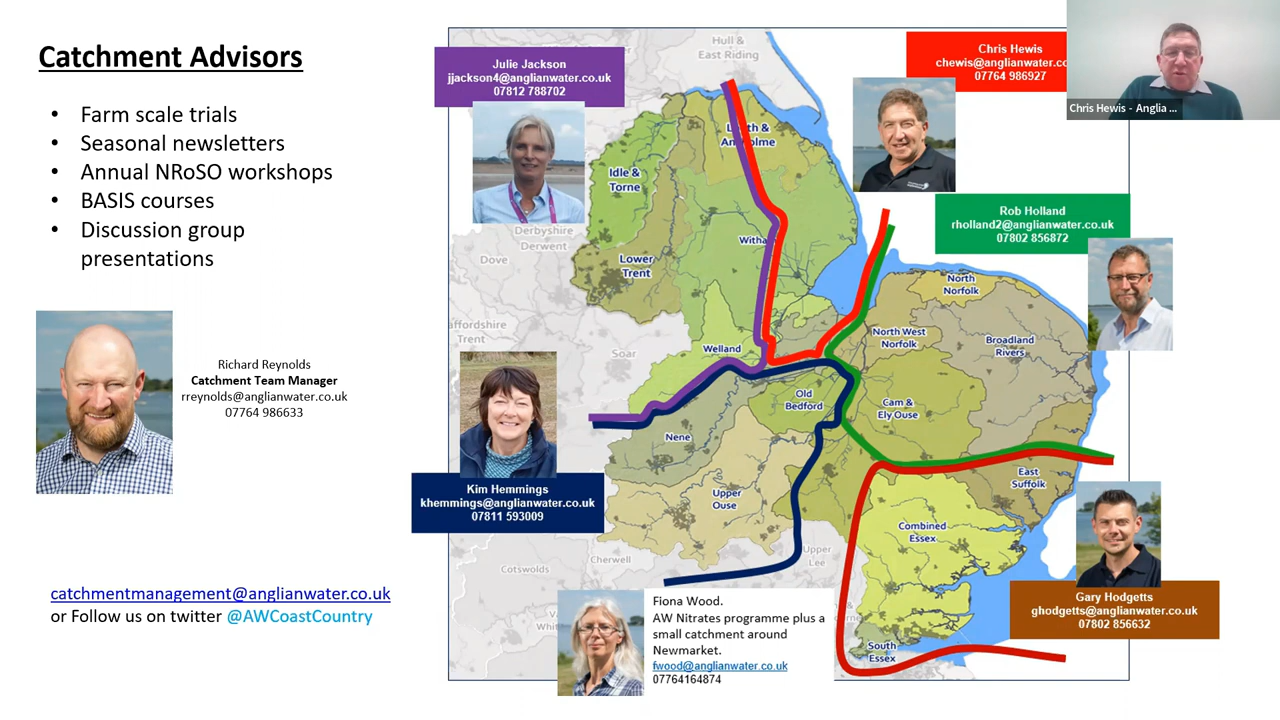 Catchment Advisors
• Farm scale trials
• Seasonal newsletters
• Annual NRoSO workshops
• BASIS courses
• Discussion group
presentations
Richard Reynolds
Catchment Team Manager
rreynolds@anglianwater.co.uk
07764 986633
catchmentmanagement@anglianwater.co.uk
or Follow us on twitter @AWCoastCountry
Julie Jackson
jjackson4@anglianwater.co.uk
07812 788702
Chris Hewis
chewis@anglianwater.co
07764 986927
Chris Hewis - Anglia ...
Rob Holland
rholland2@anglianwater.co.uk
07802 856872
Kim Hemmings
khemmings@anglianwater.co.uk
07811 593009
Gary Hodgetts
ghodgetts@anglianwater.co.uk
07802 856632
Fiona Wood.
AW Nitrates programme plus a
small catchment around
Newmarket.
fwood@anglianwater.co.uk
07764164874
Hull &
East Riding
Idle &
Torne
Derbyshire
Derwent
Dove
Lower
Trent
Trent
Soar
Welland
North
Norfolk
North West
Norfolk
Broadland
Rivers
Old
Bedford
Cam &
Ely Ouse
Nene
East
Suffolk
Upper
Ouse
Combined
Essex
Upper
Lee
Cherwell
Cotswolds
South
Essex